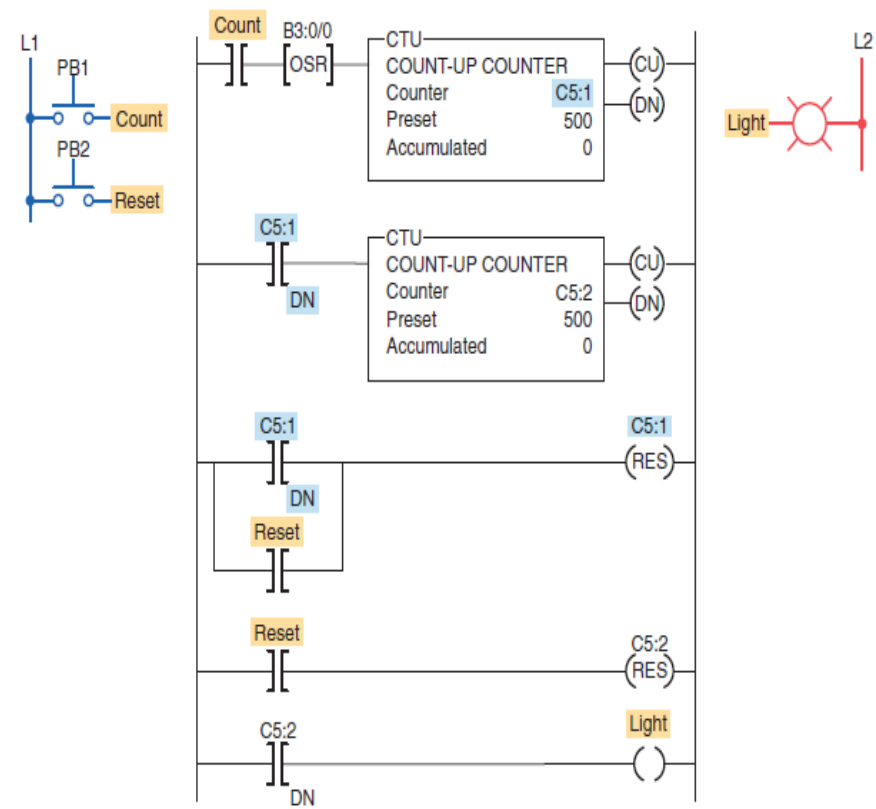 L1
PB1
Count
PB2
Reset
Count
B3:0/0
OSR
CTU
COUNT-UP COUNTER
Counter C5:1
Preset 500
Accumulated 0
CU
DN
L2
Light
C5:1
DN
CTU
COUNT-UP COUNTER
Counter C5:2
Preset 500
Accumulated 0
CU
DN
C5:1
DN
Reset
C5:1
RES
Reset
C5:2
RES
C5:2
DN
Light